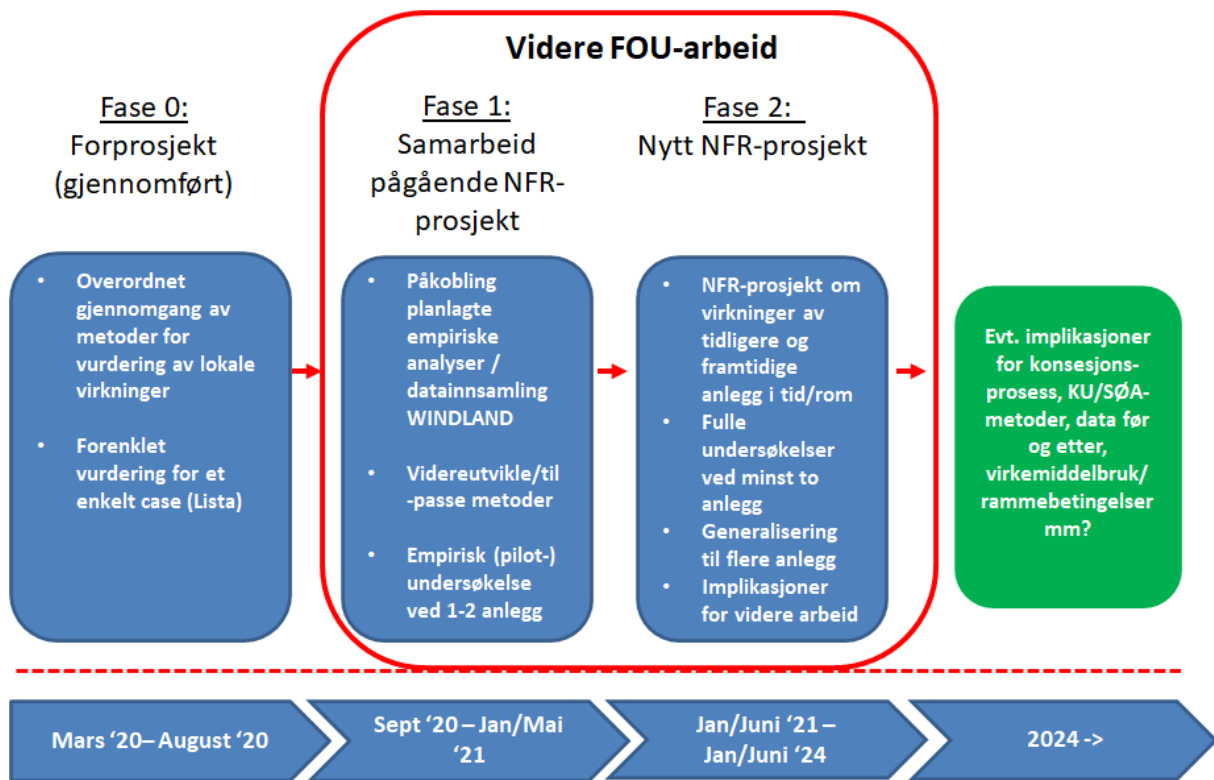 Videre FOU-arbeid
Fase 0:
Forprosjekt
(gjennomført)
Fase 1:
Samarbeid
pågående NFR-
prosjekt
Fase 2:
Nytt NFR-prosjekt
• Overordnet
gjennomgang av
metoder for
vurdering av lokale
virkninger
• Forenklet
vurdering for et
enkelt case (Lista)
• Påkobling
planlagte
empiriske
analyser /
datainnsamling
WINDLAND
• Videreutvikle/til
-passe metoder
• Empirisk (pilot-)
undersøkelse
ved 1-2 anlegg
• NFR-prosjekt om
virkninger av
tidligere og
framtidige
anlegg i tid/rom
• Fulle
undersøkelser
ved minst to
anlegg
• Generalisering
til flere anlegg
• Implikasjoner
for videre arbeid
Evt. implikasjoner
for konsesjons-
prosess, KU/SØA-
metoder, data før
og etter,
virkemiddelbruk/
rammebetingelser
mm?
Mars ‘20– August ‘20
Sept ‘20 – Jan/Mai
‘21
Jan/Juni ‘21 –
Jan/Juni ‘24
2024 ->